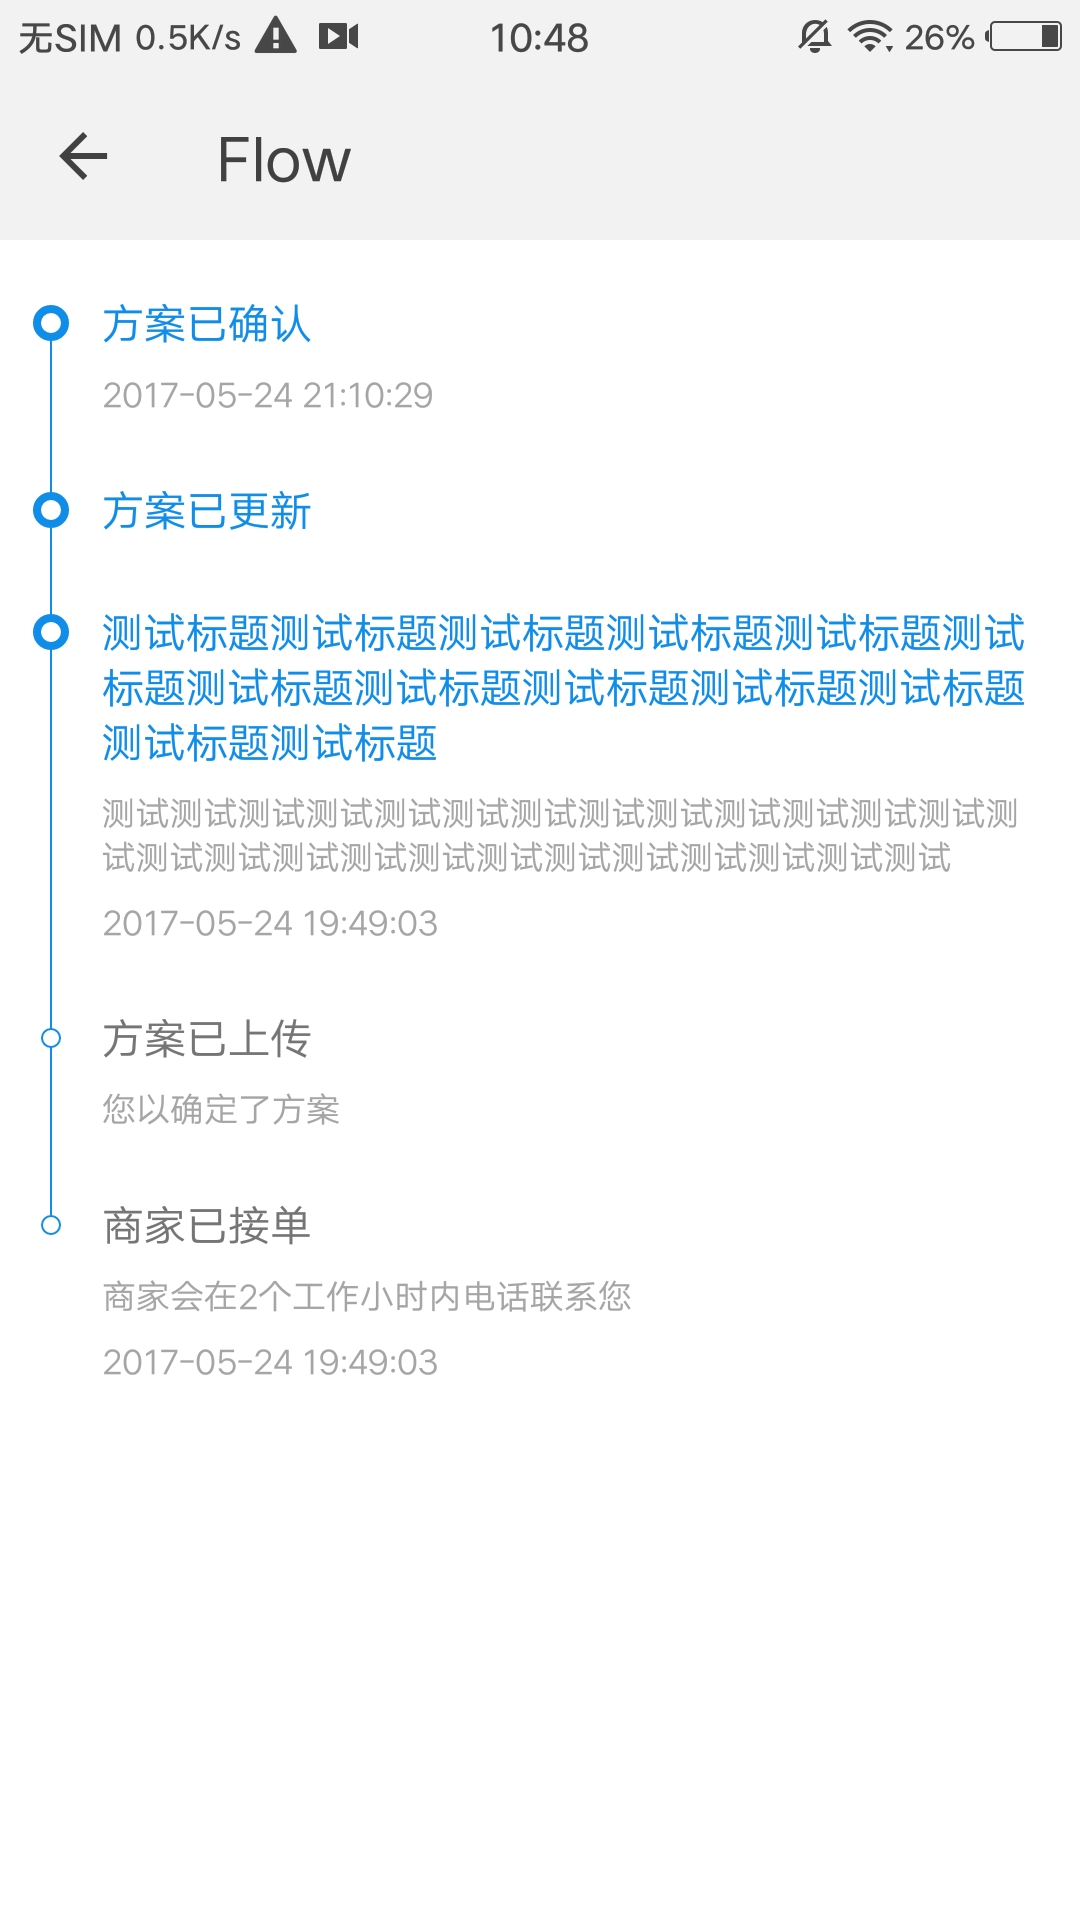 无SIM 0.5K/s 10:48 26%
Flow
方案已确认
2017-05-24 21:10:29
方案已更新
测试标题测试标题测试标题测试标题测试标题测试
标题测试标题测试标题测试标题测试标题测试标题
测试标题测试标题
测试测试测试测试测试测试测试测试测试测试测试测试测试测
试测试测试测试测试测试测试测试测试测试测试测试测试
2017-05-24 19:49:03
方案已上传
您以确定了方案
商家已接单
商家会在2个工作小时内电话联系您
2017-05-24 19:49:03